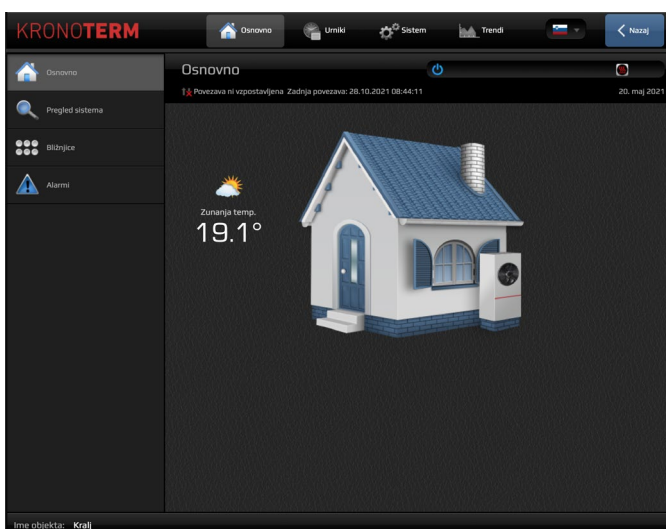 KRONOTERM
Osnovno
Urniki
Sistem
Trendi
Nazaj
Osnovno
Pregled sistema
Bližnjice
Alarmi
Osnovno
Povezava ni vzpostavljena Zadnja povezava: 28.10.2021 08:44:11
20. maj 2021
Zunanja temp.
19.1°
Ime objekta: Kralj